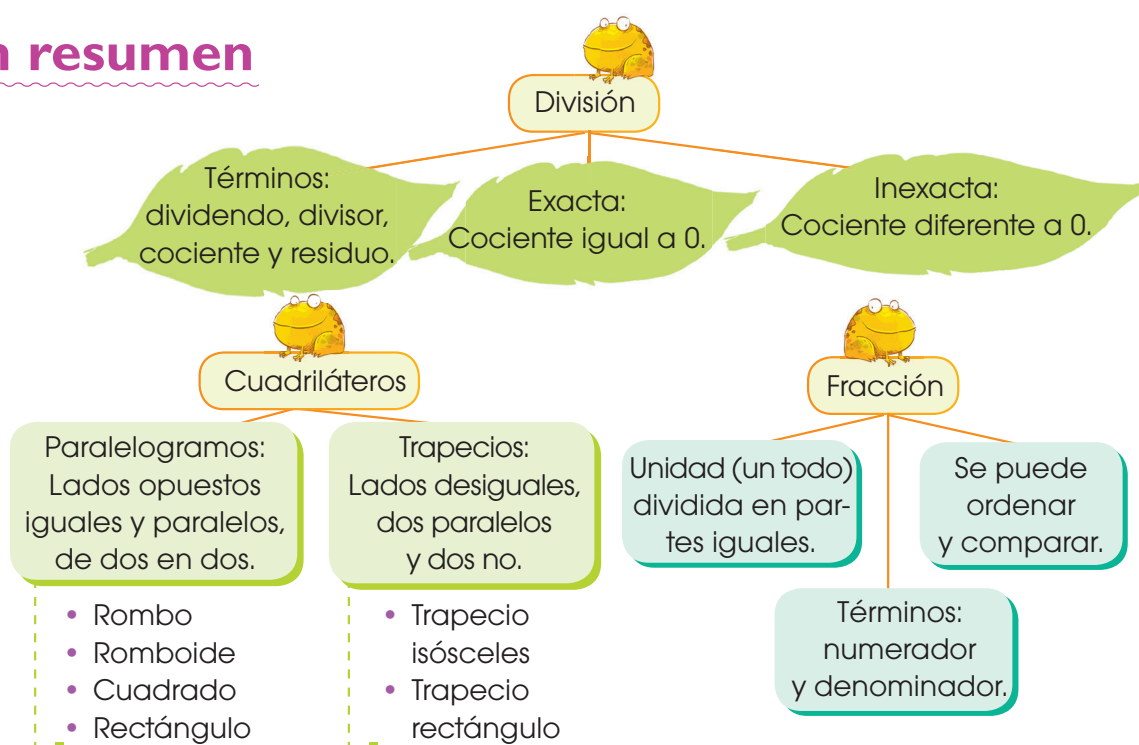 n resumen
División
Términos:
dividendo, divisor,
cociente y residuo.
Exacta:
Cociente igual a 0.
Inexacta:
Cociente diferente a 0.
Cuadriláteros
Paralelogramos:
Lados opuestos
iguales y paralelos,
de dos en dos.
• Rombo
• Romboide
• Cuadrado
• Rectángulo
Trapecios:
Lados desiguales,
dos paralelos
y dos no.
• Trapecio
isósceles
• Trapecio
rectángulo
Fracción
Unidad (un todo)
dividida en par-
tes iguales.
Términos:
numerador
y denominador.
Se puede
ordenar
y comparar.